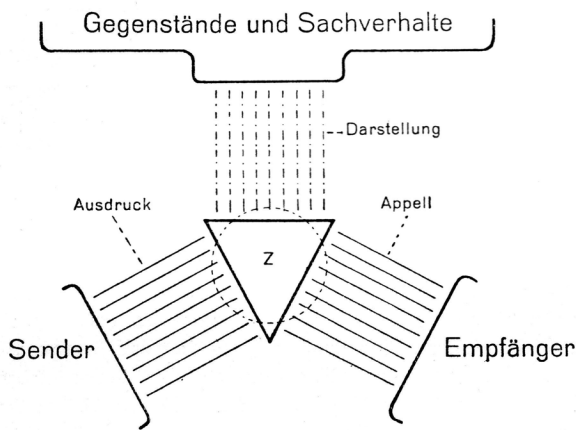 Gegenstände und Sachverhalte
Darstellung
Ausdruck
Appell
Z
Sender
Empfänger